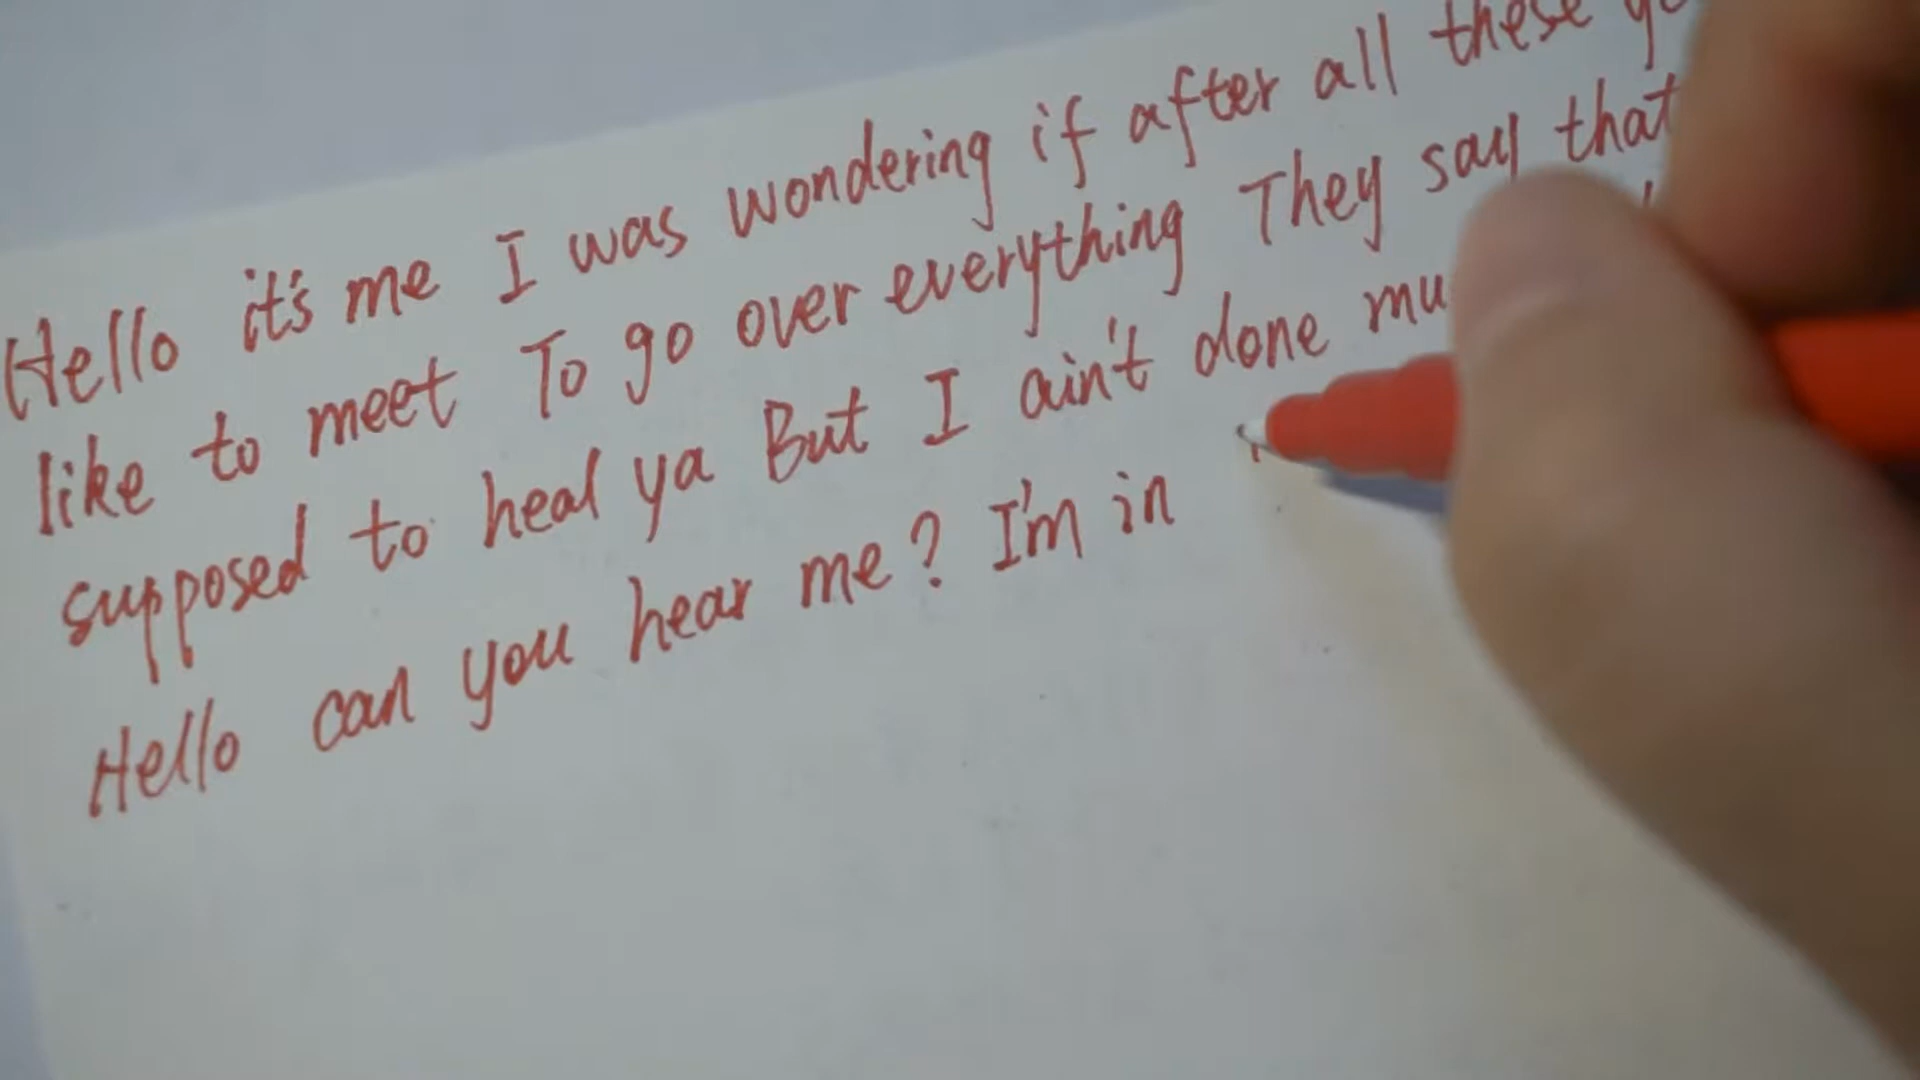 Hello it's me I was wondering if after all these
like to meet To go over everything They say that
supposed to heal ya But I ain't done
Hello can you hear me? I'm in